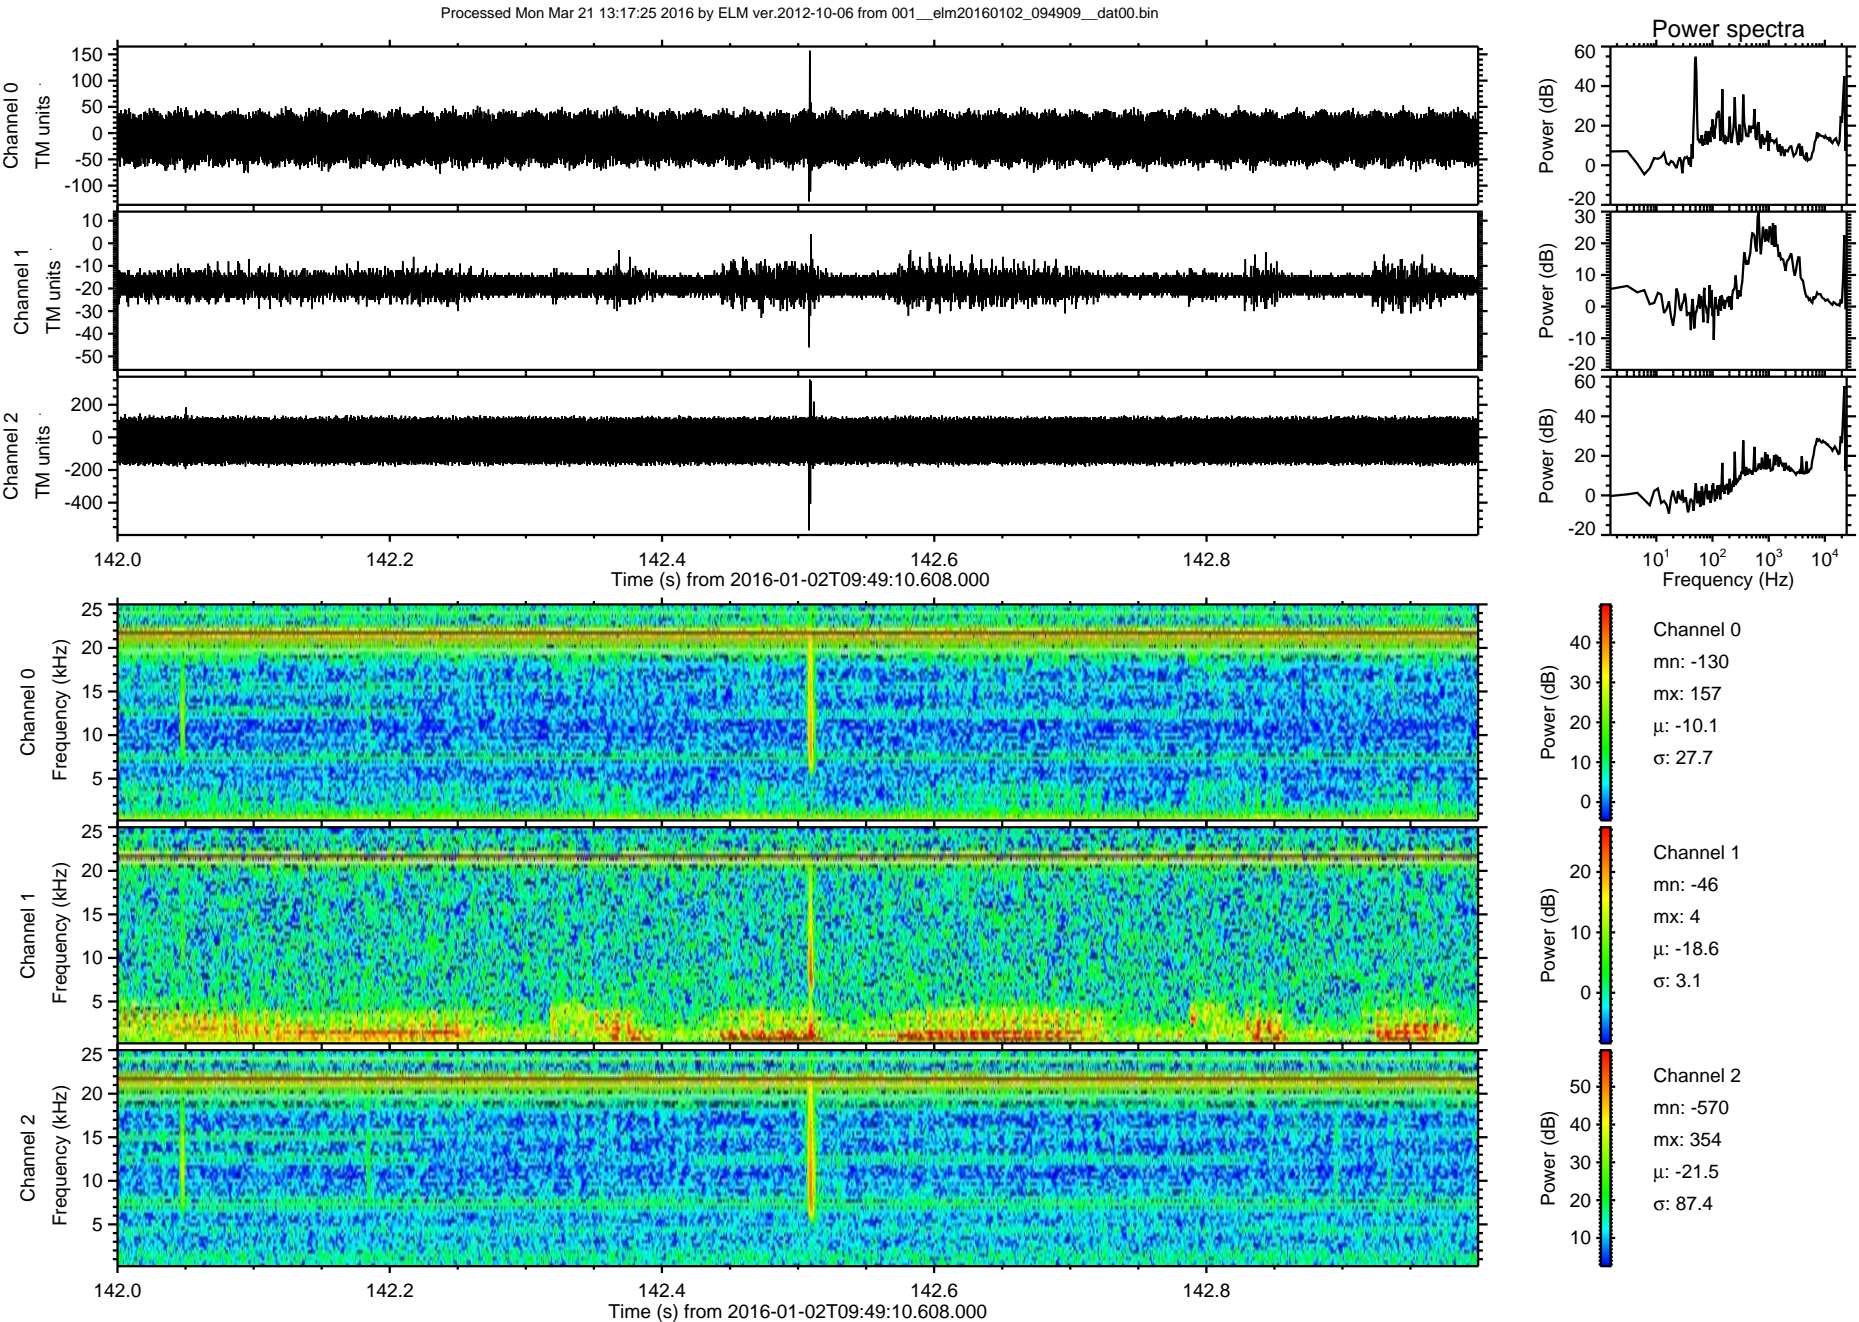 Processed Mon Mar 21 13:17:25 2016 by ELM ver.2012-10-06 from 001__elm20160102_094909__dat00.bin
Power spectra
Channel 0
TM units
150
100
50
0
-50
-100
Power (dB)
60
40
20
0
-20
Channel 1
TM units
10
0
-10
-20
-30
-40
-50
Power (dB)
30
20
10
0
-10
-20
Channel 2
TM units
200
0
-200
-400
Power (dB)
60
40
20
0
-20
142.0 142.2 142.4 142.6 142.8
Time (s) from 2016-01-02T09:49:10.608.000
10^1 10^2 10^3 10^4
Frequency (Hz)
Channel 0
Frequency (kHz)
25
20
15
10
5
Power (dB)
40
30
20
10
0
Channel 0
mn: -130
mx: 157
µ: -10.1
σ: 27.7
Channel 1
Frequency (kHz)
25
20
15
10
5
Power (dB)
20
10
0
Channel 1
mn: -46
mx: 4
µ: -18.6
σ: 3.1
Channel 2
Frequency (kHz)
25
20
15
10
5
Power (dB)
50
40
30
20
10
Channel 2
mn: -570
mx: 354
µ: -21.5
σ: 87.4
142.0 142.2 142.4 142.6 142.8
Time (s) from 2016-01-02T09:49:10.608.000